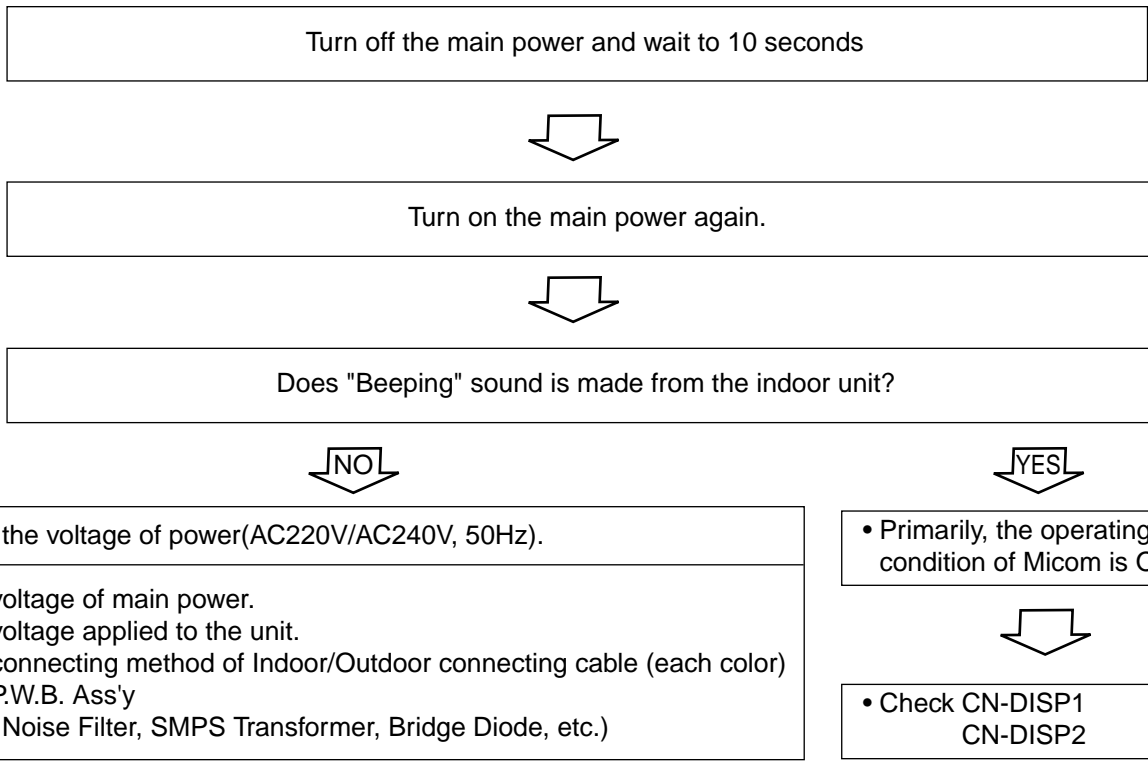 Turn off the main power and wait to 10 seconds
Turn on the main power again.
Does "Beeping" sound is made from the indoor unit?
NO
YES
the voltage of power(AC220V/AC240V, 50Hz).
voltage of main power.
voltage applied to the unit.
connecting method of Indoor/Outdoor connecting cable (each color)
P.W.B. Ass'y
Noise Filter, SMPS Transformer, Bridge Diode, etc.)
• Primarily, the operating
condition of Micom is
• Check CN-DISP1
CN-DISP2